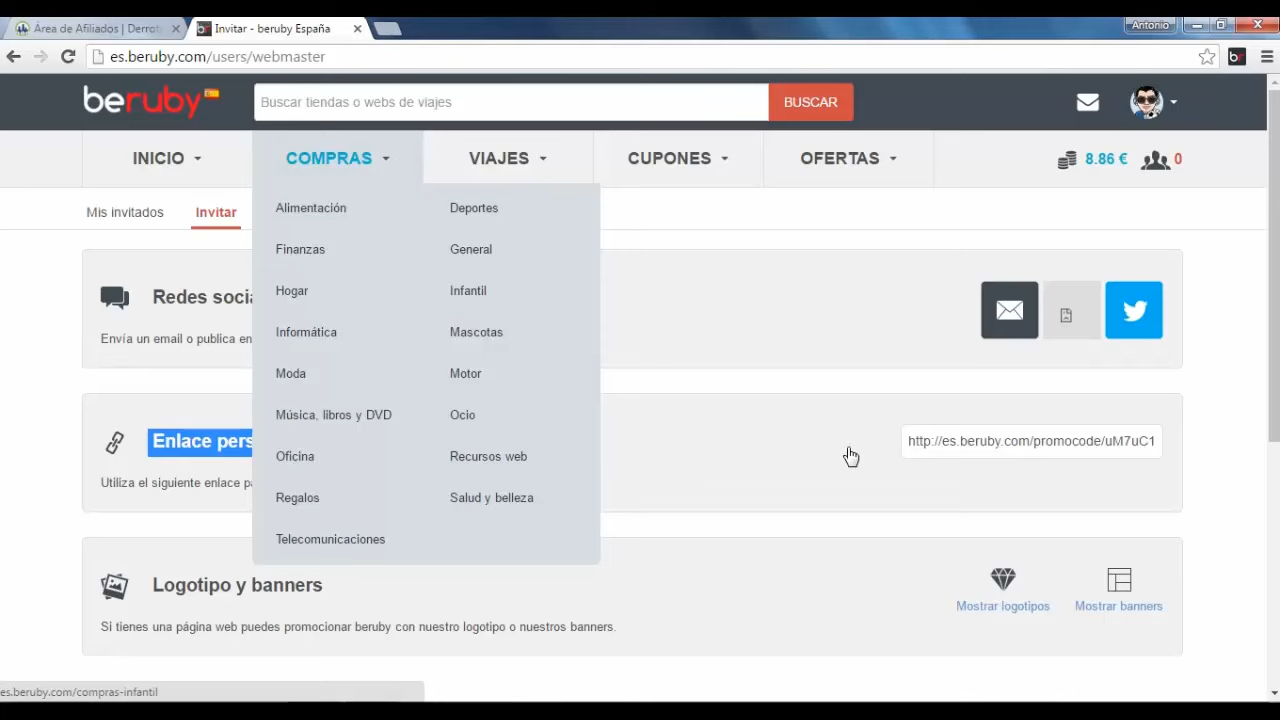 Área de Afiliados | Derrot
Invitar - beruby España
Antonio
es.beruby.com/users/webmaster
br
beruby
Buscar tiendas o webs de viajes
BUSCAR
INICIO
COMPRAS
VIAJES
CUPONES
OFERTAS
8.86 €
0
Mis invitados
Invitar
Alimentación
Deportes
Finanzas
General
Hogar
Infantil
Informática
Mascotas
Moda
Motor
Música, libros y DVD
Ocio
Oficina
Recursos web
Regalos
Salud y belleza
Telecomunicaciones
Redes socia
Envía un email o publica en
Enlace pers
http://es.beruby.com/promocode/uM7uC1
Utiliza el siguiente enlace pa
Logotipo y banners
Mostrar logotipos
Mostrar banners
Si tienes una página web puedes promocionar beruby con nuestro logotipo o nuestros banners.
es.beruby.com/compras-infantil